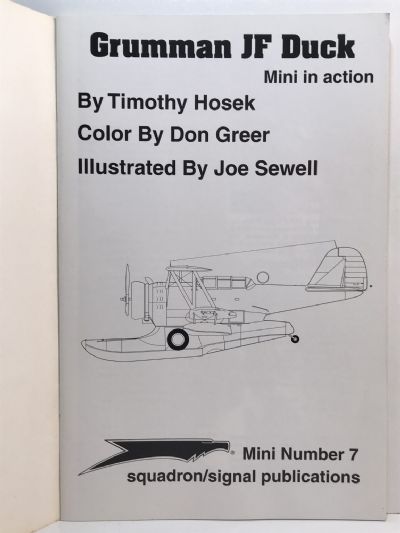 Grumman JF Duck
Mini in action
By Timothy Hosek
Color By Don Greer
Illustrated By Joe Sewell
®
Mini Number 7
squadron/signal publications